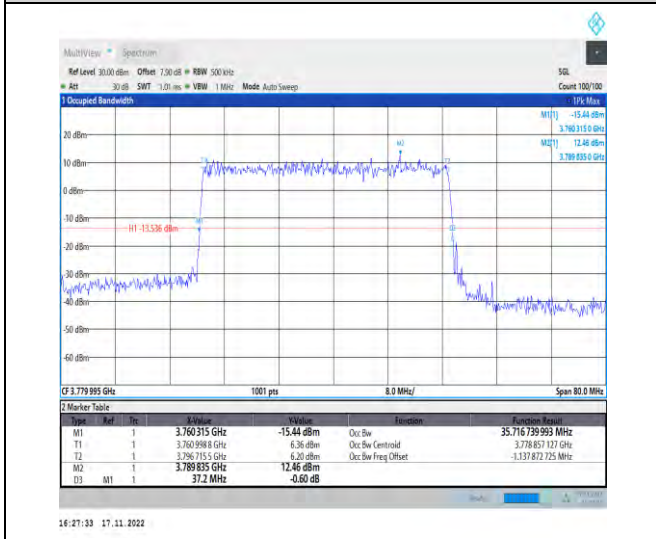 MultiView Spectrum
Ref Level 30.00 dBm Offset 7.50 dB RBW 500 kHz SGL
Att 30 dB SWT 1.01 ms VBW 1 MHz Mode Auto Sweep Count 100/100
1 Occupied Bandwidth 1Pk Max
M1[1] -15.44 dBm
3.760 315 0 GHz
20 dBm
M2[1] 12.46 dBm
M2
3.789 835 0 GHz
10 dBm
T1
T2
0 dBm
-10 dBm
M1
H1 -13.536 dBm
D3
-20 dBm
-30 dBm
-40 dBm
-50 dBm
-60 dBm
CF 3.779 995 GHz 1001 pts 8.0 MHz/ Span 80.0 MHz
2 Marker Table
Type Ref Trc X-Value Y-Value Function Function Result
M1 1 3.760 315 GHz -15.44 dBm Occ Bw 35.716 739 993 MHz
T1 1 3.760 998 8 GHz 6.36 dBm Occ Bw Centroid 3.778 857 127 GHz
T2 1 3.796 715 5 GHz 6.20 dBm Occ Bw Freq Offset -1.137 872 725 MHz
M2 1 3.789 835 GHz 12.46 dBm
D3 M1 1 37.2 MHz -0.60 dB
16:27:33 17.11.2022